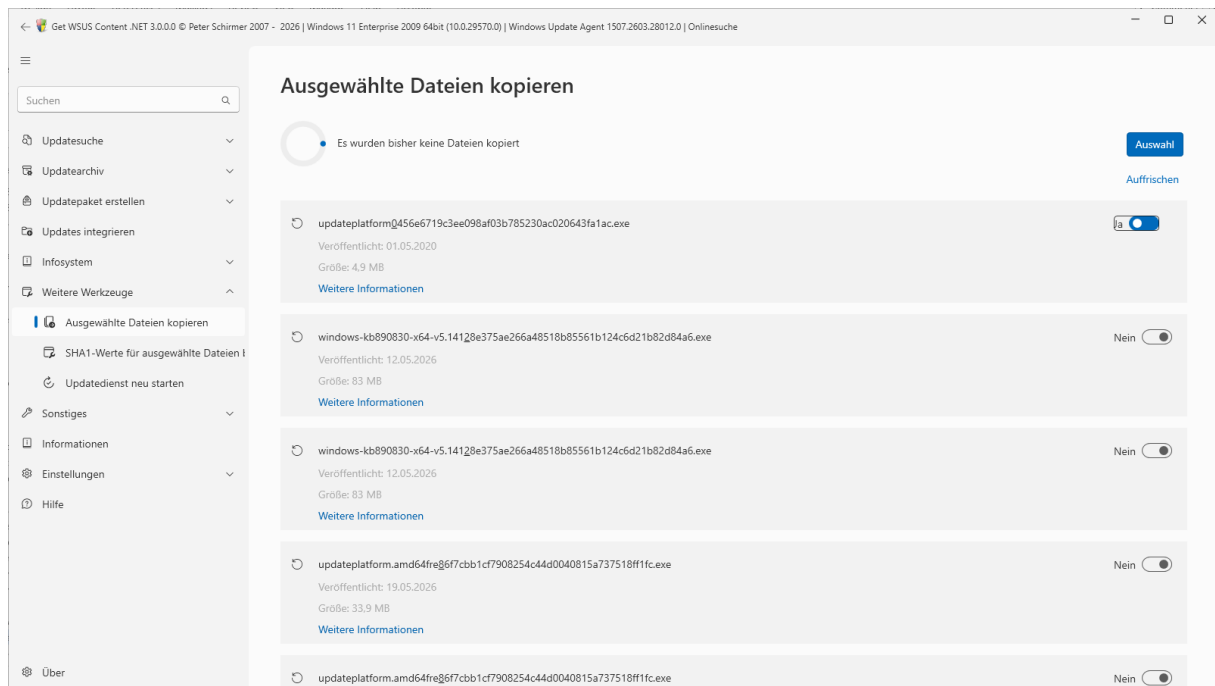 Get WSUS Content .NET 3.0.0.0 © Peter Schirmer 2007 - 2026 | Windows 11 Enterprise 2009 64bit (10.0.29570.0) | Windows Update Agent 1507.2603.28012.0 | Onlinesuche
Suchen
Updatesuche
Updatearchiv
Updatepaket erstellen
Updates integrieren
Infosystem
Weitere Werkzeuge
Ausgewählte Dateien kopieren
SHA1-Werte für ausgewählte Dateien b
Updatedienst neu starten
Sonstiges
Informationen
Einstellungen
Hilfe
Über
Ausgewählte Dateien kopieren
Es wurden bisher keine Dateien kopiert
Auswahl
Auffrischen
updateplatform0456e6719c3ee098af03b785230ac020643fa1ac.exe
Ja
Veröffentlicht: 01.05.2020
Größe: 4,9 MB
Weitere Informationen
windows-kb890830-x64-v5.14128e375ae266a48518b85561b124c6d21b82d84a6.exe
Nein
Veröffentlicht: 12.05.2026
Größe: 83 MB
Weitere Informationen
windows-kb890830-x64-v5.14128e375ae266a48518b85561b124c6d21b82d84a6.exe
Nein
Veröffentlicht: 12.05.2026
Größe: 83 MB
Weitere Informationen
updateplatform.amd64fre86f7cbb1cf7908254c44d0040815a737518ff1fc.exe
Nein
Veröffentlicht: 19.05.2026
Größe: 33,9 MB
Weitere Informationen
updateplatform.amd64fre86f7cbb1cf7908254c44d0040815a737518ff1fc.exe
Nein